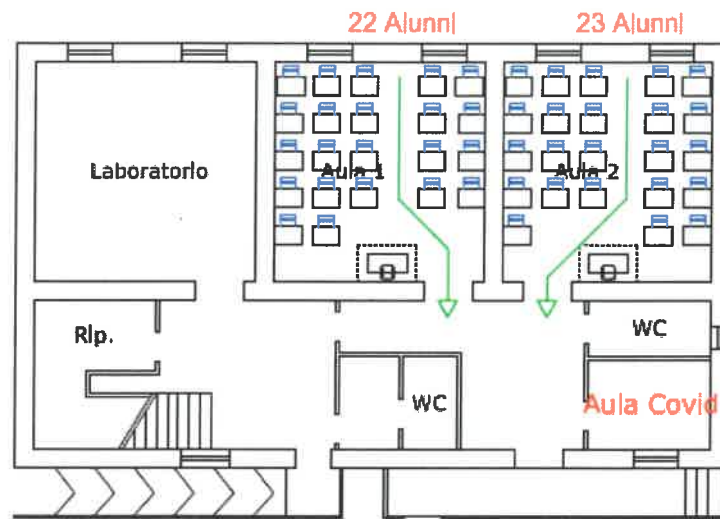 22 Alunni
23 Alunni
Laboratorio
Aula 1
Aula 2
Rip.
WC
WC
Aula Covid